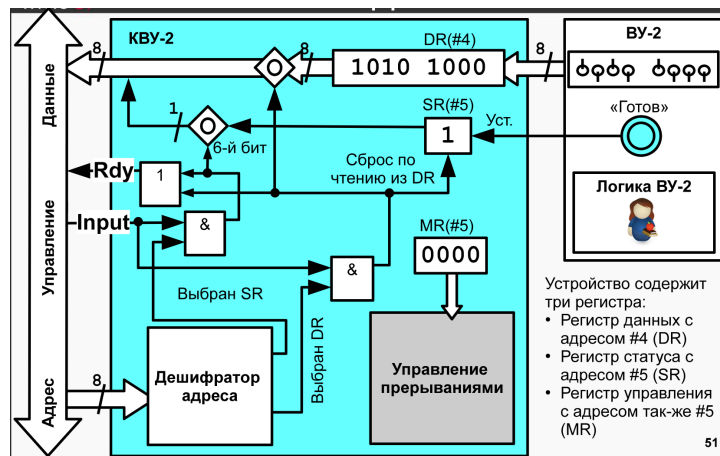 КВУ-2
DR(#4)
ВУ-2
8
8
8
1010 1000
Данные
1
SR(#5)
«Готов»
1
Уст.
6-й бит
Rdy
1
Сброс по
чтению из DR
Логика ВУ-2
Управление
Input
&
MR(#5)
0000
&
Выбран SR
Устройство содержит
три регистра:
• Регистр данных с
адресом #4 (DR)
• Регистр статуса с
адресом #5 (SR)
• Регистр управления
с адресом так-же #5
(MR)
Выбран DR
Дешифратор
адреса
Управление
прерываниями
8
Адрес
51